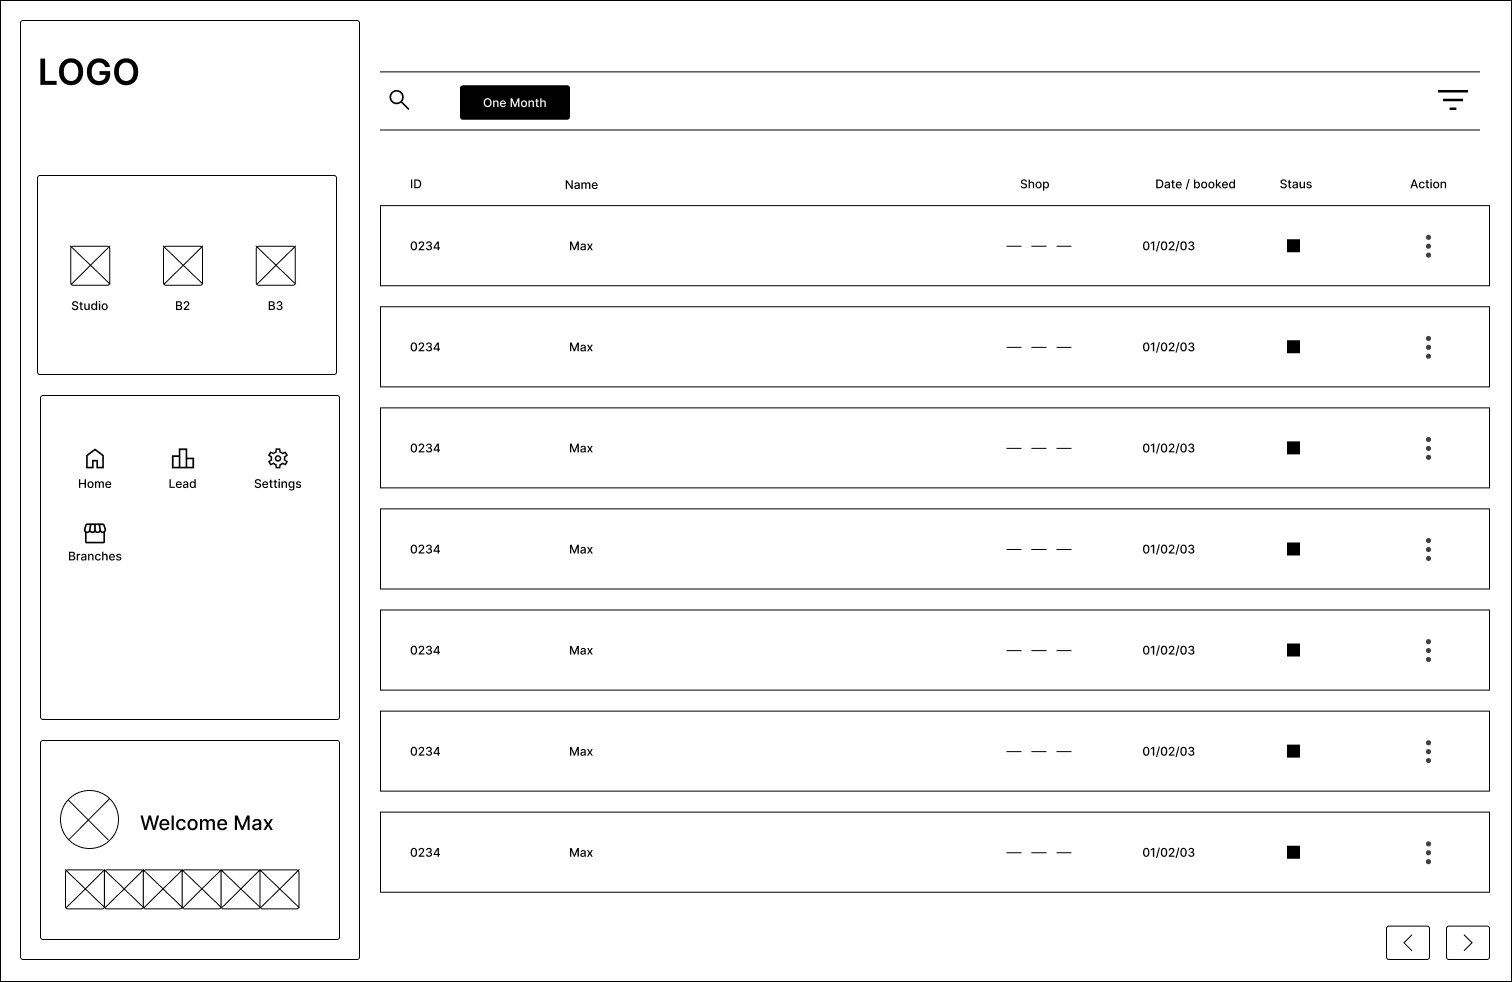 LOGO
Studio B2 B3
Home Lead Settings
Branches
Welcome Max
One Month
ID Name Shop Date / booked Staus Action
0234 Max — — — 01/02/03
0234 Max — — — 01/02/03
0234 Max — — — 01/02/03
0234 Max — — — 01/02/03
0234 Max — — — 01/02/03
0234 Max — — — 01/02/03
0234 Max — — — 01/02/03